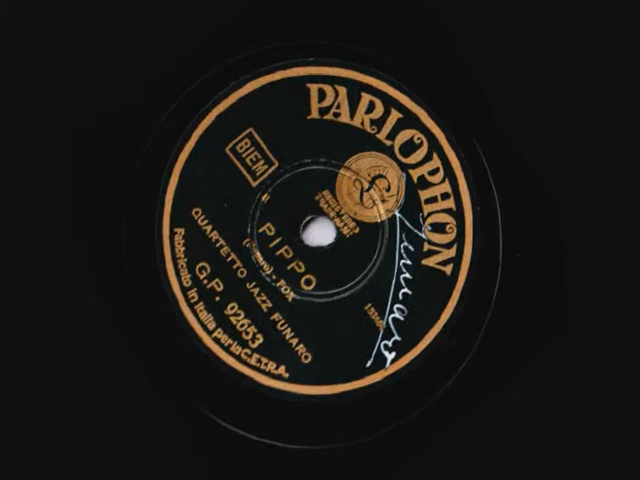 PARLOPHON
BIEM
PIPPO
FOX
QUARTETTO JAZZ FUNARO
G.P. 92653
Fabbricato in Italia per la C.E.T.R.A.